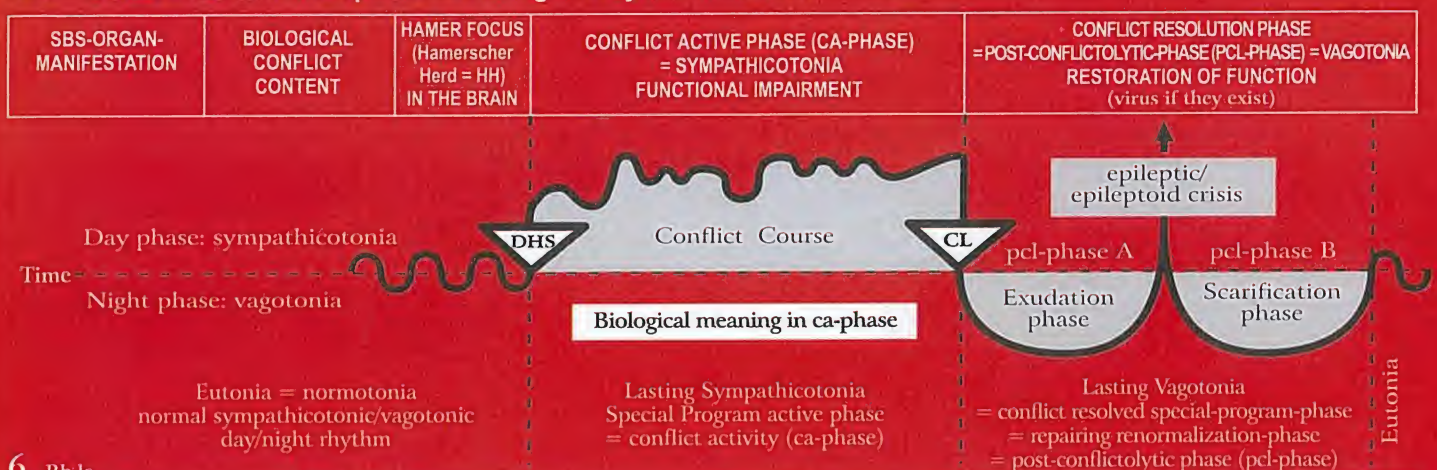 SBS-ORGAN-
MANIFESTATION
BIOLOGICAL
CONFLICT
CONTENT
HAMER FOCUS
(Hamerscher
Herd = HH)
IN THE BRAIN
CONFLICT ACTIVE PHASE (CA-PHASE)
= SYMPATHICOTONIA
FUNCTIONAL IMPAIRMENT
CONFLICT RESOLUTION PHASE
=POST-CONFLICTOLYTIC-PHASE (PCL-PHASE) = VAGOTONIA
RESTORATION OF FUNCTION
(virus if they exist)
epileptic/
epileptoid crisis
Day phase: sympathicotonia
DHS
Conflict Course
CL
pcl-phase A
pcl-phase B
Time
Night phase: vagotonia
Exudation
phase
Scarification
phase
Biological meaning in ca-phase
Eutonia = normotonia
normal sympathicotonic/vagotonic
day/night rhythm
Lasting Sympathicotonia
Special Program active phase
= conflict activity (ca-phase)
Lasting Vagotonia
= conflict resolved special-program-phase
= repairing renormalization-phase
= post-conflictolytic phase (pcl-phase)
Eutonia
6